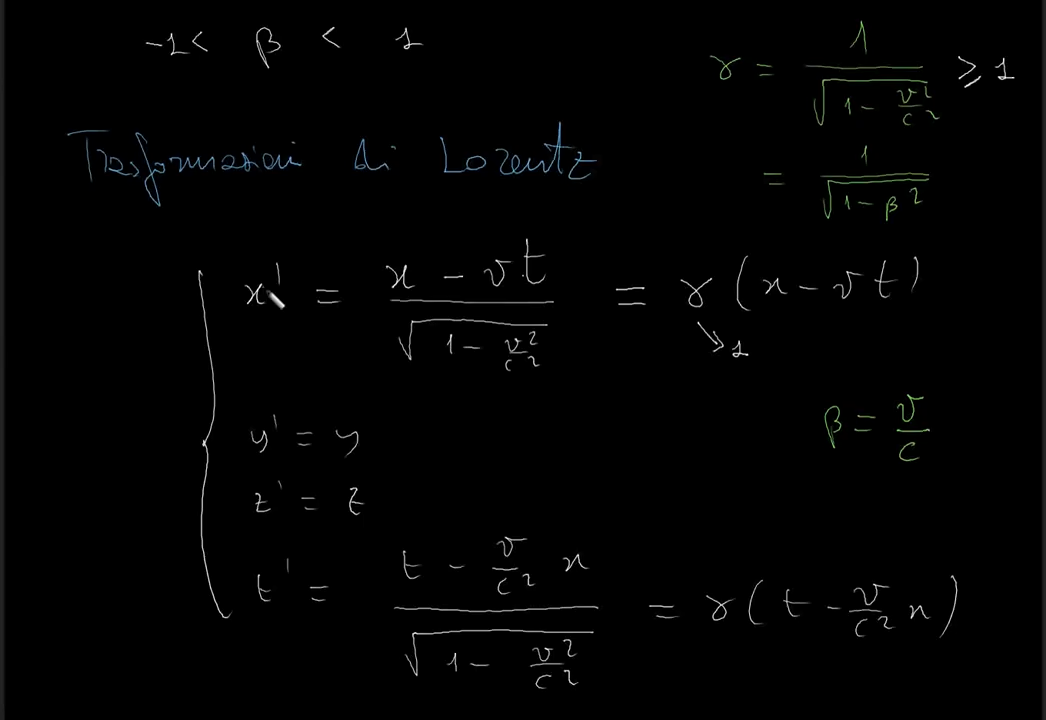 -1 < β < 1
γ = 1 / √(1 - v²/c²) ≥ 1
= 1 / √(1 - β²)
Trasformazioni di Lorentz
x' = (x - vt) / √(1 - v²/c²) = γ (x - vt)
↘ 1
β = v/c
y' = y
z' = z
t' = (t - v/c² x) / √(1 - v²/c²) = γ (t - v/c² x)